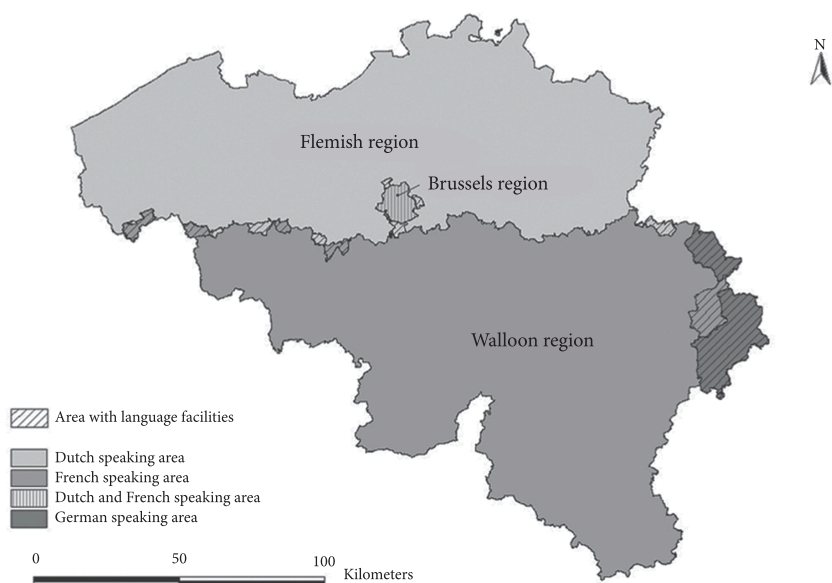 N
Flemish region
Brussels region
Walloon region
Area with language facilities
Dutch speaking area
French speaking area
Dutch and French speaking area
German speaking area
0 50 100
Kilometers